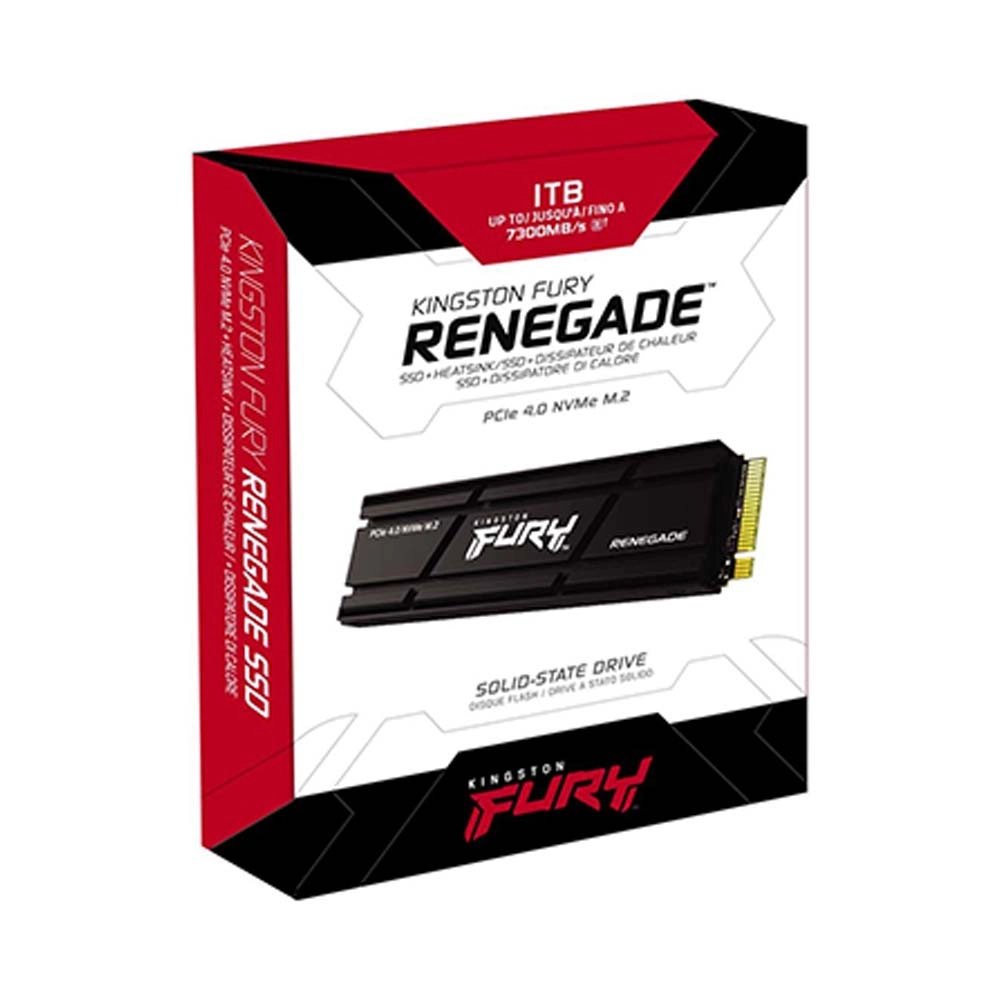 1TB
UP TO/ JUSQU'À/ FINO A
7300MB/s
KINGSTON FURY
RENEGADE™
SSD + HEATSINK/SSD + DISSIPATEUR DE CHALEUR
SSD + DISSIPATORE DI CALORE
PCIe 4.0 NVMe M.2
PCIe 4.0 NVMe M.2
KINGSTON
FURY
RENEGADE
SOLID-STATE DRIVE
DISQUE FLASH / DRIVE A STATO SOLIDO
KINGSTON
FURY
KINGSTON FURY RENEGADE SSD
PCIe 4.0 NVMe M.2 + HEATSINK / + DISSIPATEUR DE CHALEUR / + DISSIPATORE DI CALORE